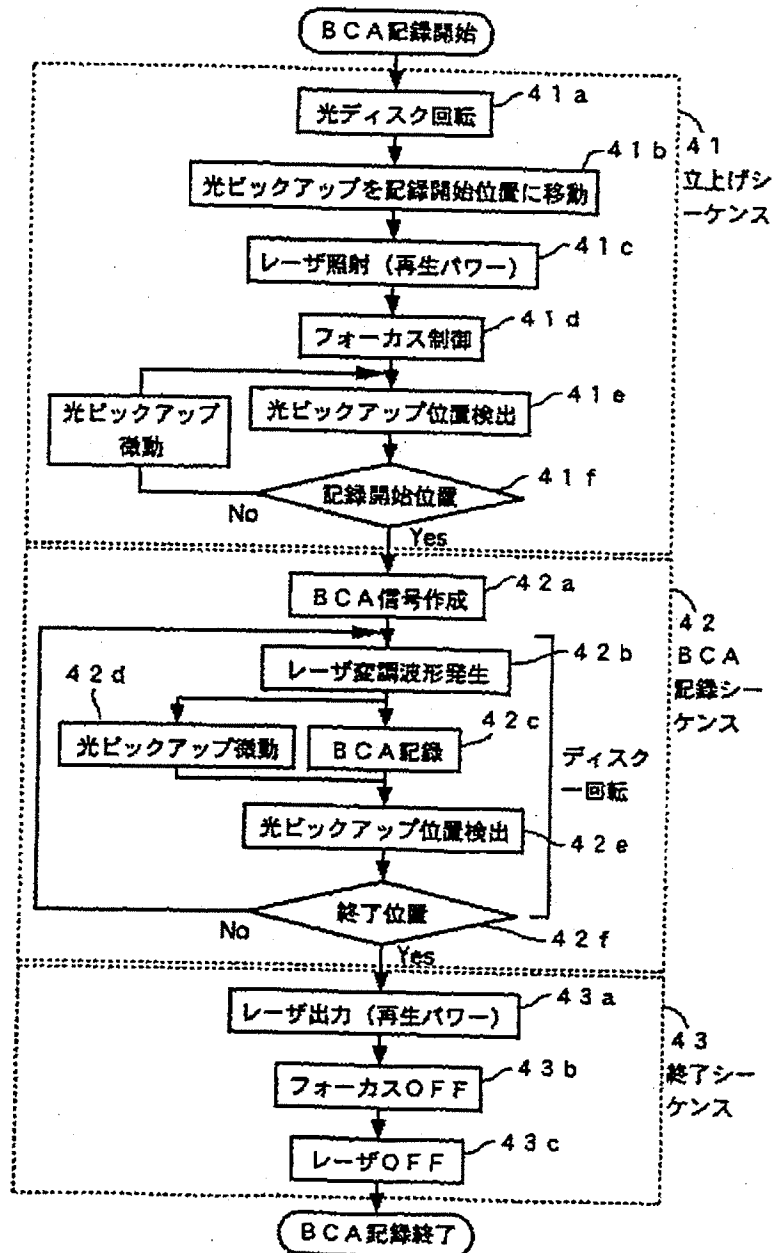 BCA記録開始
41a
光ディスク回転
41b
光ピックアップを記録開始位置に移動
41
立上げシ
ーケンス
41c
レーザ照射（再生パワー）
41d
フォーカス制御
41e
光ピックアップ位置検出
光ピックアップ
微動
41f
記録開始位置
No
Yes
42a
BCA信号作成
42
BCA
記録シー
ケンス
42b
レーザ変調波形発生
42d
光ピックアップ微動
42c
BCA記録
ディスク
一回転
光ピックアップ位置検出
42e
終了位置
42f
No
Yes
43a
レーザ出力（再生パワー）
43
終了シー
ケンス
43b
フォーカスOFF
43c
レーザOFF
BCA記録終了